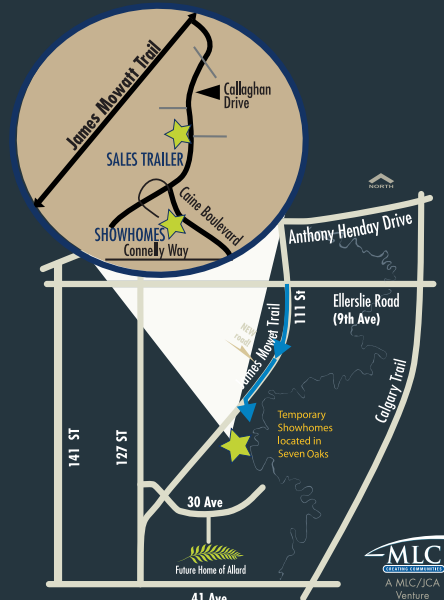 James Mowatt Trail
Callaghan
Drive
SALES TRAILER
Caine Boulevard
SHOWHOMES
Connelly Way
NORTH
Anthony Henday Drive
111 St
Ellerslie Road
(9th Ave)
NEW
road!
James Mowet Trail
Calgary Trail
Temporary
Showhomes
located in
Seven Oaks
141 ST
127 ST
30 Ave
Future Home of Allard
MLC
CREATING COMMUNITIES
A MLC/JCA
Venture
41 Ave